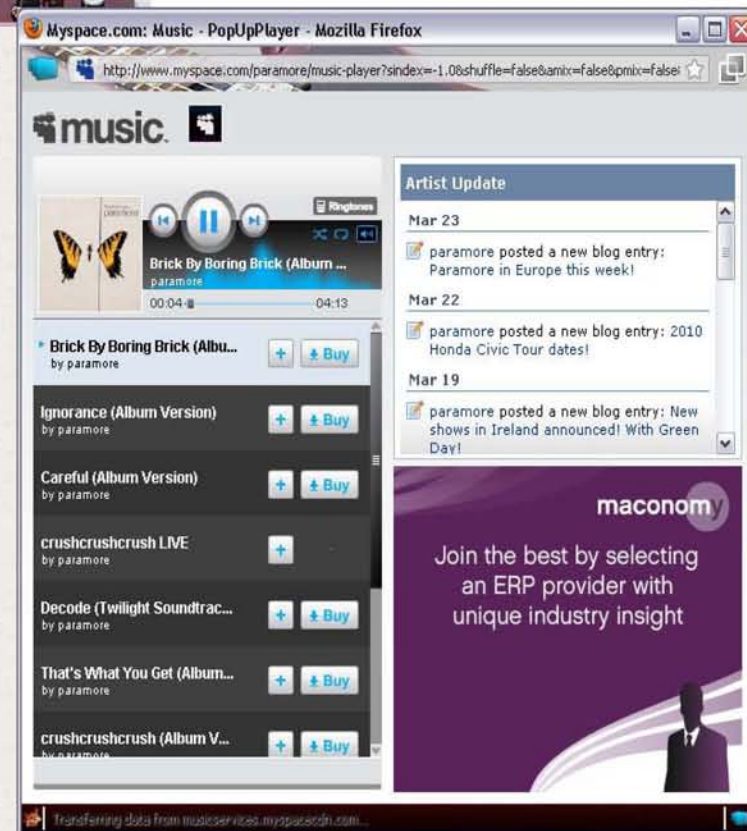 Myspace.com: Music - PopUpPlayer - Mozilla Firefox
http://www.myspace.com/paramore/music-player?sindex=-1.0&shuffle=false&amix=false&pmix=false
music
Ringtones
Brick By Boring Brick (Album ...
paramore
00:04
04:13
Brick By Boring Brick (Albu...
by paramore
+ Buy
Ignorance (Album Version)
by paramore
+ Buy
Careful (Album Version)
by paramore
+ Buy
crushcrushcrush LIVE
by paramore
+
Decode (Twilight Soundtrac...
by paramore
+ Buy
That's What You Get (Album...
by paramore
+ Buy
crushcrushcrush (Album V...
by paramore
+ Buy
Artist Update
Mar 23
paramore posted a new blog entry:
Paramore in Europe this week!
Mar 22
paramore posted a new blog entry: 2010
Honda Civic Tour dates!
Mar 19
paramore posted a new blog entry: New
shows in Ireland announced! With Green
Day!
maconomy
Join the best by selecting
an ERP provider with
unique industry insight
Transferring data from musicservices.myspacecdn.com...